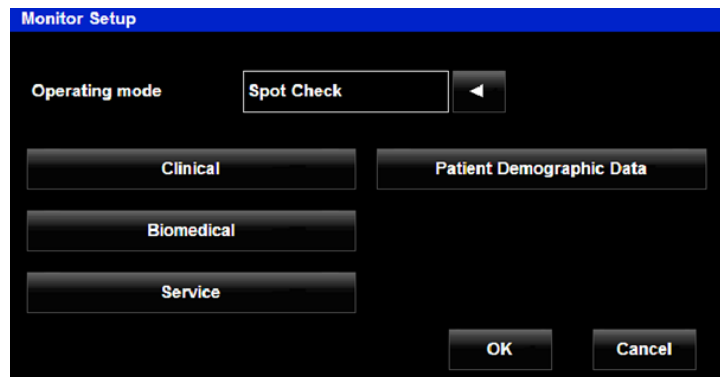 Monitor Setup
Operating mode Spot Check
Clinical Patient Demographic Data
Biomedical
Service
OK Cancel